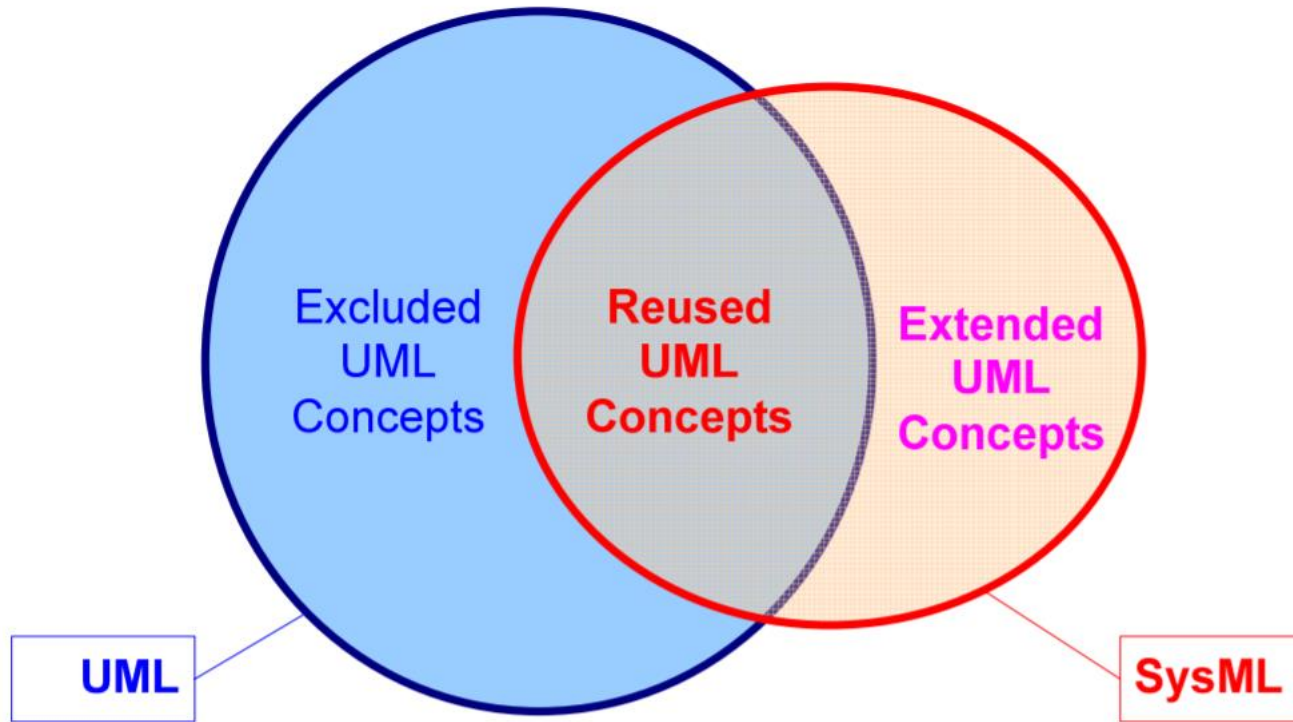 Excluded
UML
Concepts
Reused
UML
Concepts
Extended
UML
Concepts
UML
SysML